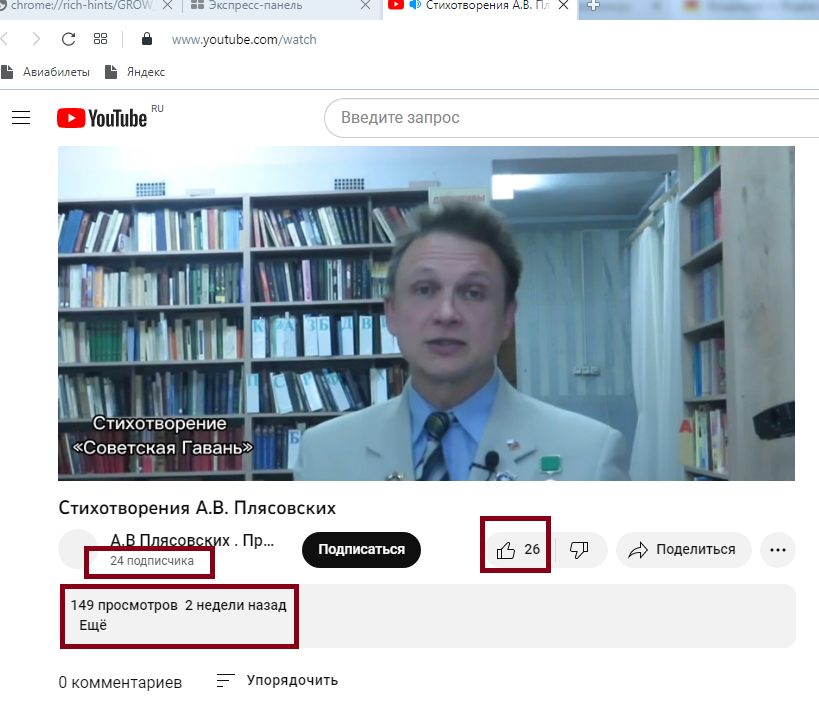 chrome://rich-hints/GROW
Экспресс-панель
Стихотворения А.В. Пл
www.youtube.com/watch
Авиабилеты
Яндекс
YouTube RU
Введите запрос
К А З Б Д В
А
Стихотворение
«Советская Гавань»
Стихотворения А.В. Плясовских
А.В Плясовских . Пр...
24 подписчика
Подписаться
26
Поделиться
149 просмотров 2 недели назад
Ещё
0 комментариев
Упорядочить